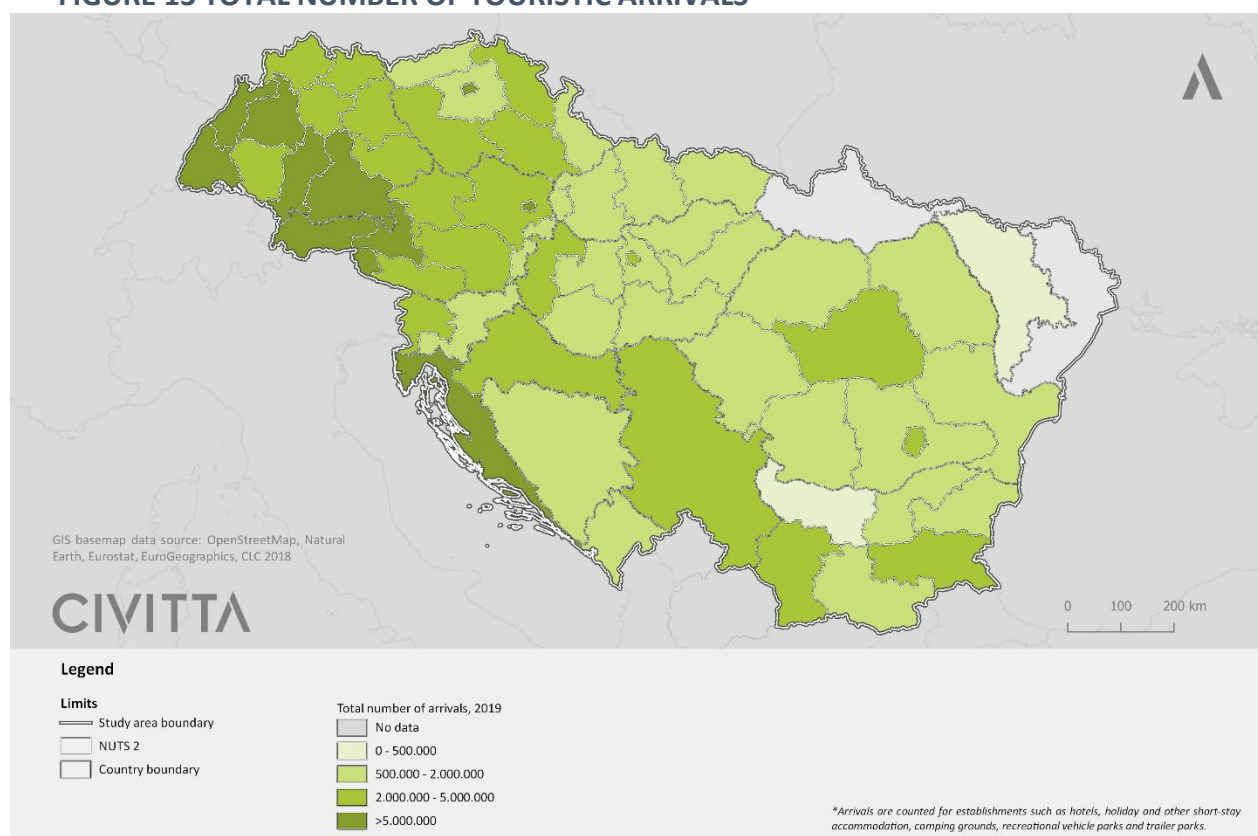 FIGURE 13 TOTAL NUMBER OF TOURISTIC ARRIVALS
GIS basemap data source: OpenStreetMap, Natural
Earth, Eurostat, EuroGeographics, CLC 2018
CIVITTA
0 100 200 km
Legend
Limits
Study area boundary
NUTS 2
Country boundary
Total number of arrivals, 2019
No data
0 - 500.000
500.000 - 2.000.000
2.000.000 - 5.000.000
>5.000.000
*Arrivals are counted for establishments such as hotels, holiday and other short-stay
accommodation, camping grounds, recreational vehicle parks and trailer parks.